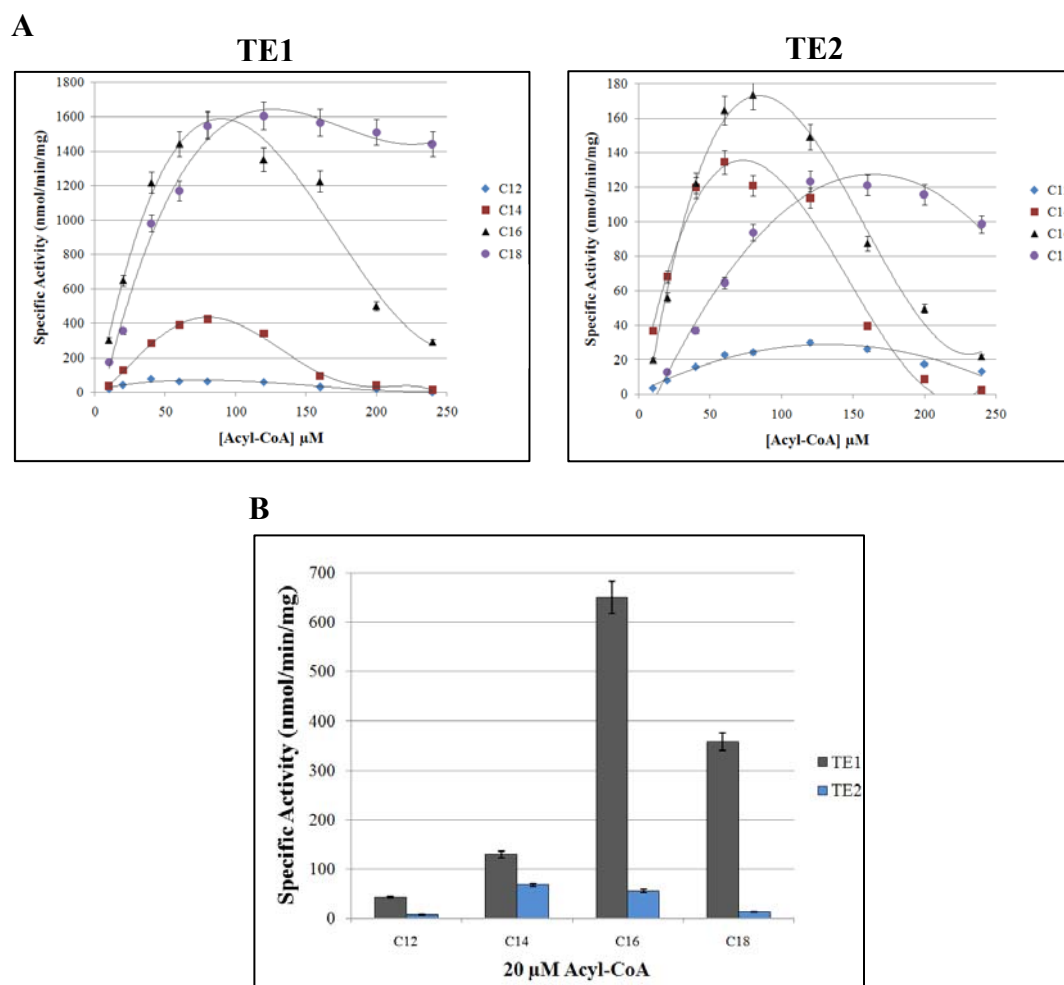 A
TE1
TE2
1800
1600
1400
1200
1000
800
600
400
200
0
Specific Activity (nmol/min/mg)
0 50 100 150 200 250
[Acyl-CoA] µM
C12
C14
C16
C18
180
160
140
120
100
80
60
40
20
0
Specific Activity (nmol/min/mg)
0 50 100 150 200 250
[Acyl-CoA] µM
C1
C1
C1
C1
B
700
600
500
400
300
200
100
0
Specific Activity (nmol/min/mg)
C12 C14 C16 C18
20 µM Acyl-CoA
TE1
TE2